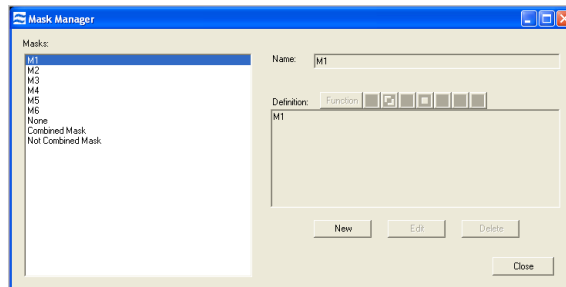 Mask Manager
Masks:
M1
M2
M3
M4
M5
M6
None
Combined Mask
Not Combined Mask
Name: M1
Definition: Function
M1
New Edit Delete
Close